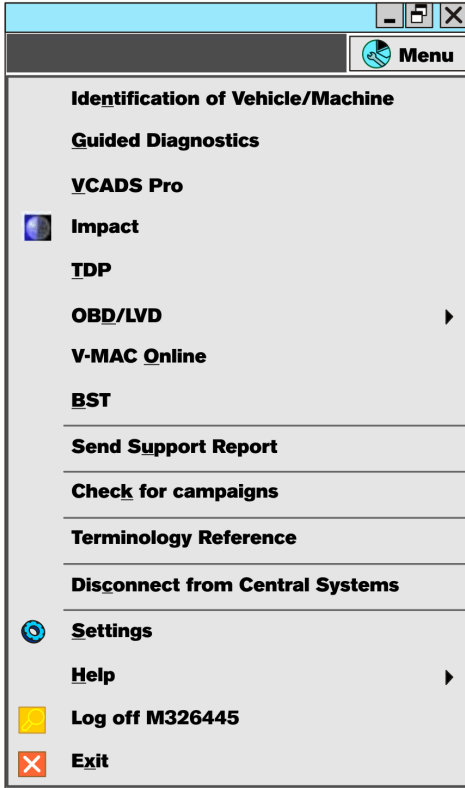 Menu
Identification of Vehicle/Machine
Guided Diagnostics
VCADS Pro
Impact
TDP
OBD/LVD
V-MAC Online
BST
Send Support Report
Check for campaigns
Terminology Reference
Disconnect from Central Systems
Settings
Help
Log off M326445
Exit